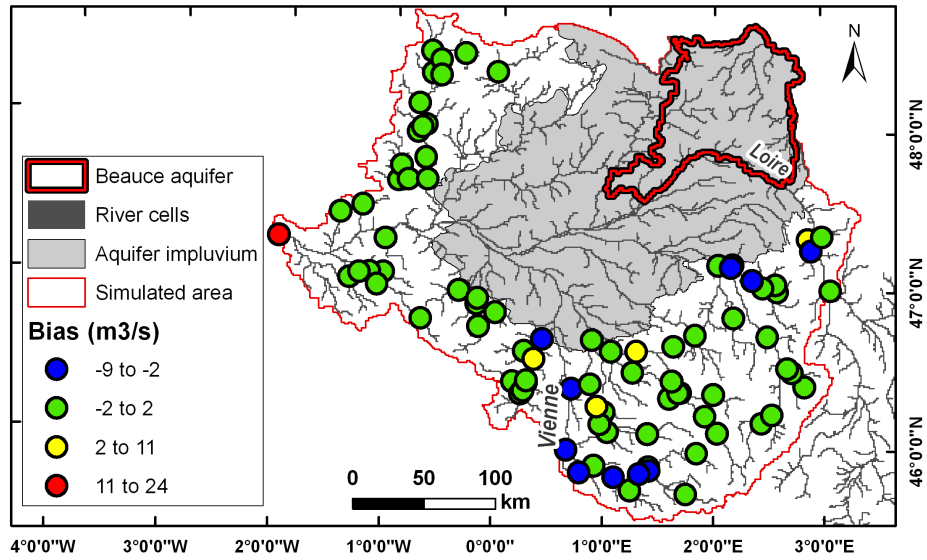 N
Loire
Vienne
Beauce aquifer
River cells
Aquifer impluvium
Simulated area
Bias (m3/s)
-9 to -2
-2 to 2
2 to 11
11 to 24
0 50 100
km
48°0'0"N
47°0'0"N
46°0'0"N
4°0'0"W 3°0'0"W 2°0'0"W 1°0'0"W 0°0'0" 1°0'0"E 2°0'0"E 3°0'0"E